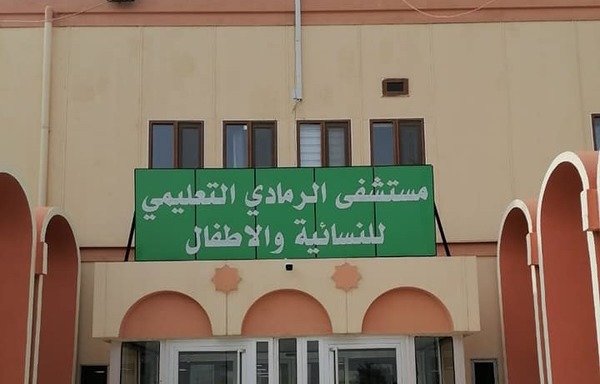 مستشفى الرمادي التعليمي
للنسائية والاطفال